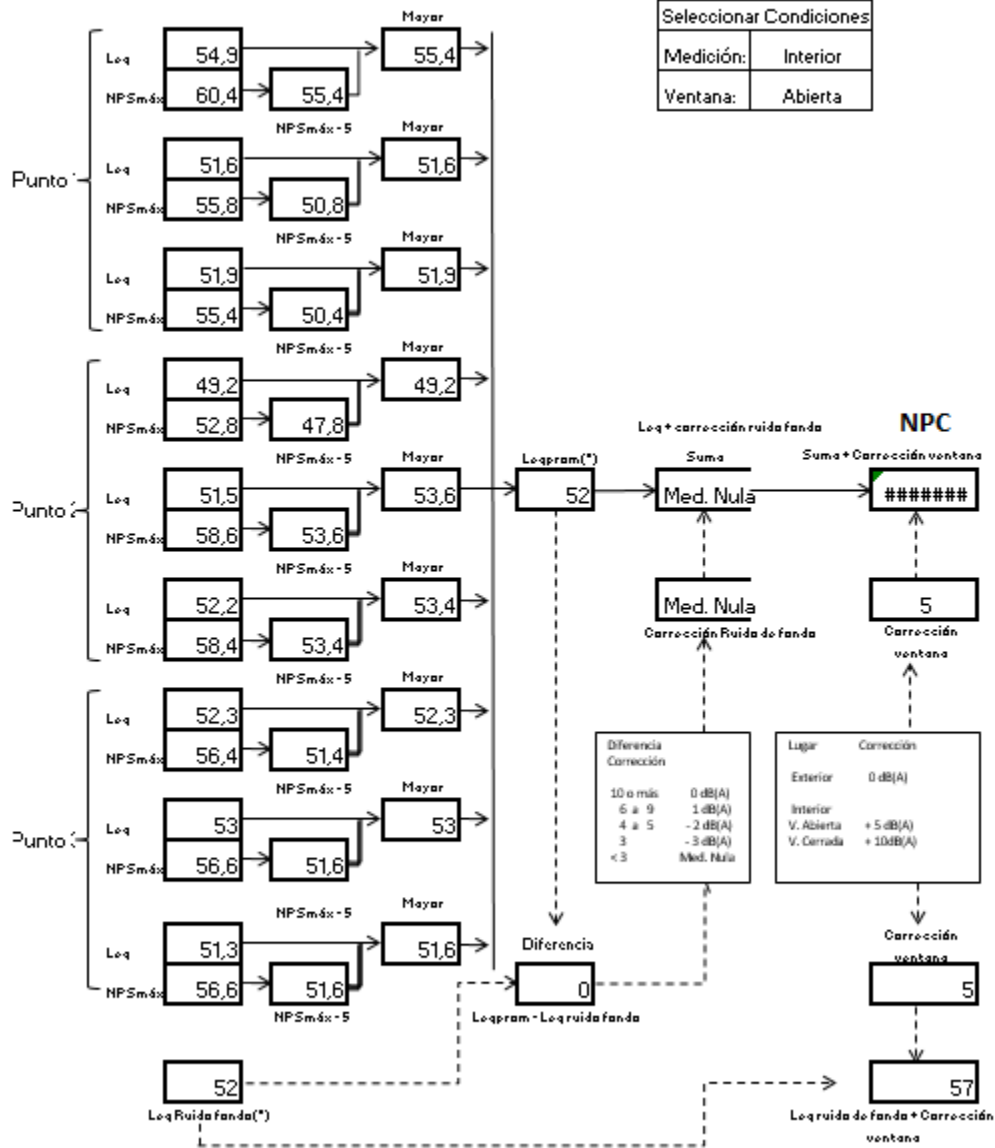 Seleccionar Condiciones
Medición: Interior
Ventana: Abierta
Punto
Leq 54,9
NPSmáx 60,4 55,4
NPSmáx-5
Mayor
55,4
Leq 51,6
NPSmáx 55,8 50,8
NPSmáx-5
Mayor
51,6
Leq 51,9
NPSmáx 55,4 50,4
NPSmáx-5
Mayor
51,9
Punto 2
Leq 49,2
NPSmáx 52,8 47,8
NPSmáx-5
Mayor
49,2
Leq 51,5
NPSmáx 58,6 53,6
NPSmáx-5
Mayor
53,6
Leq 52,2
NPSmáx 58,4 53,4
NPSmáx-5
Mayor
53,4
Punto
Leq 52,3
NPSmáx 56,4 51,4
NPSmáx-5
Mayor
52,3
Leq 53
NPSmáx 56,6 51,6
NPSmáx-5
Mayor
53
Leq 51,3
NPSmáx 56,6 51,6
NPSmáx-5
Mayor
51,6
52
Leq Ruido fondo(*)
Leqprom(*)
52
Leq + corrección ruido fondo
Suma
Med. Nula
Med. Nula
Corrección Ruido de fondo
NPC
Suma + Corrección ventana
#######
5
Corrección
ventana
Diferencia
Corrección
10 o más 0 dB(A)
6 a 9 1 dB(A)
4 a 5 - 2 dB(A)
3 - 3 dB(A)
< 3 Med. Nula
Lugar Corrección
Exterior 0 dB(A)
Interior
V. Abierta + 5 dB(A)
V. Cerrada + 10dB(A)
Diferencia
0
Leqprom - Leq ruido fondo
Corrección
ventana
5
57
Leq ruido de fondo + Corrección
ventana